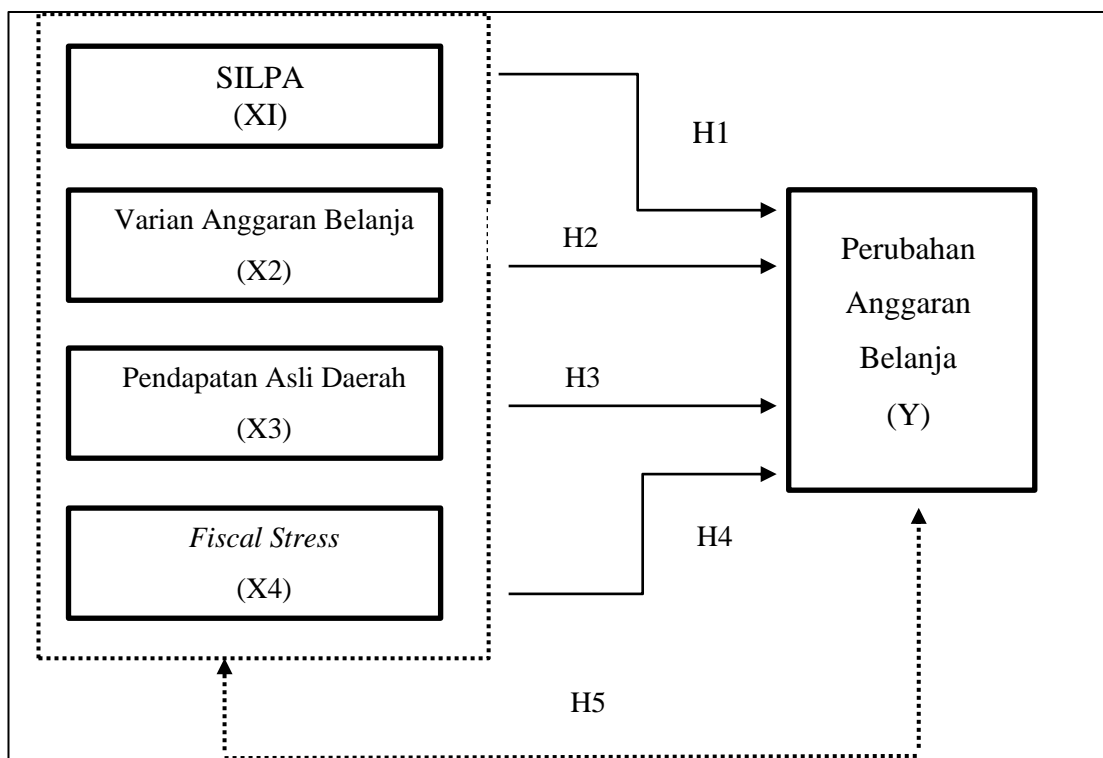 SILPA
(XI)
H1
Varian Anggaran Belanja
(X2)
H2
Pendapatan Asli Daerah
(X3)
H3
Fiscal Stress
(X4)
H4
Perubahan
Anggaran
Belanja
(Y)
H5